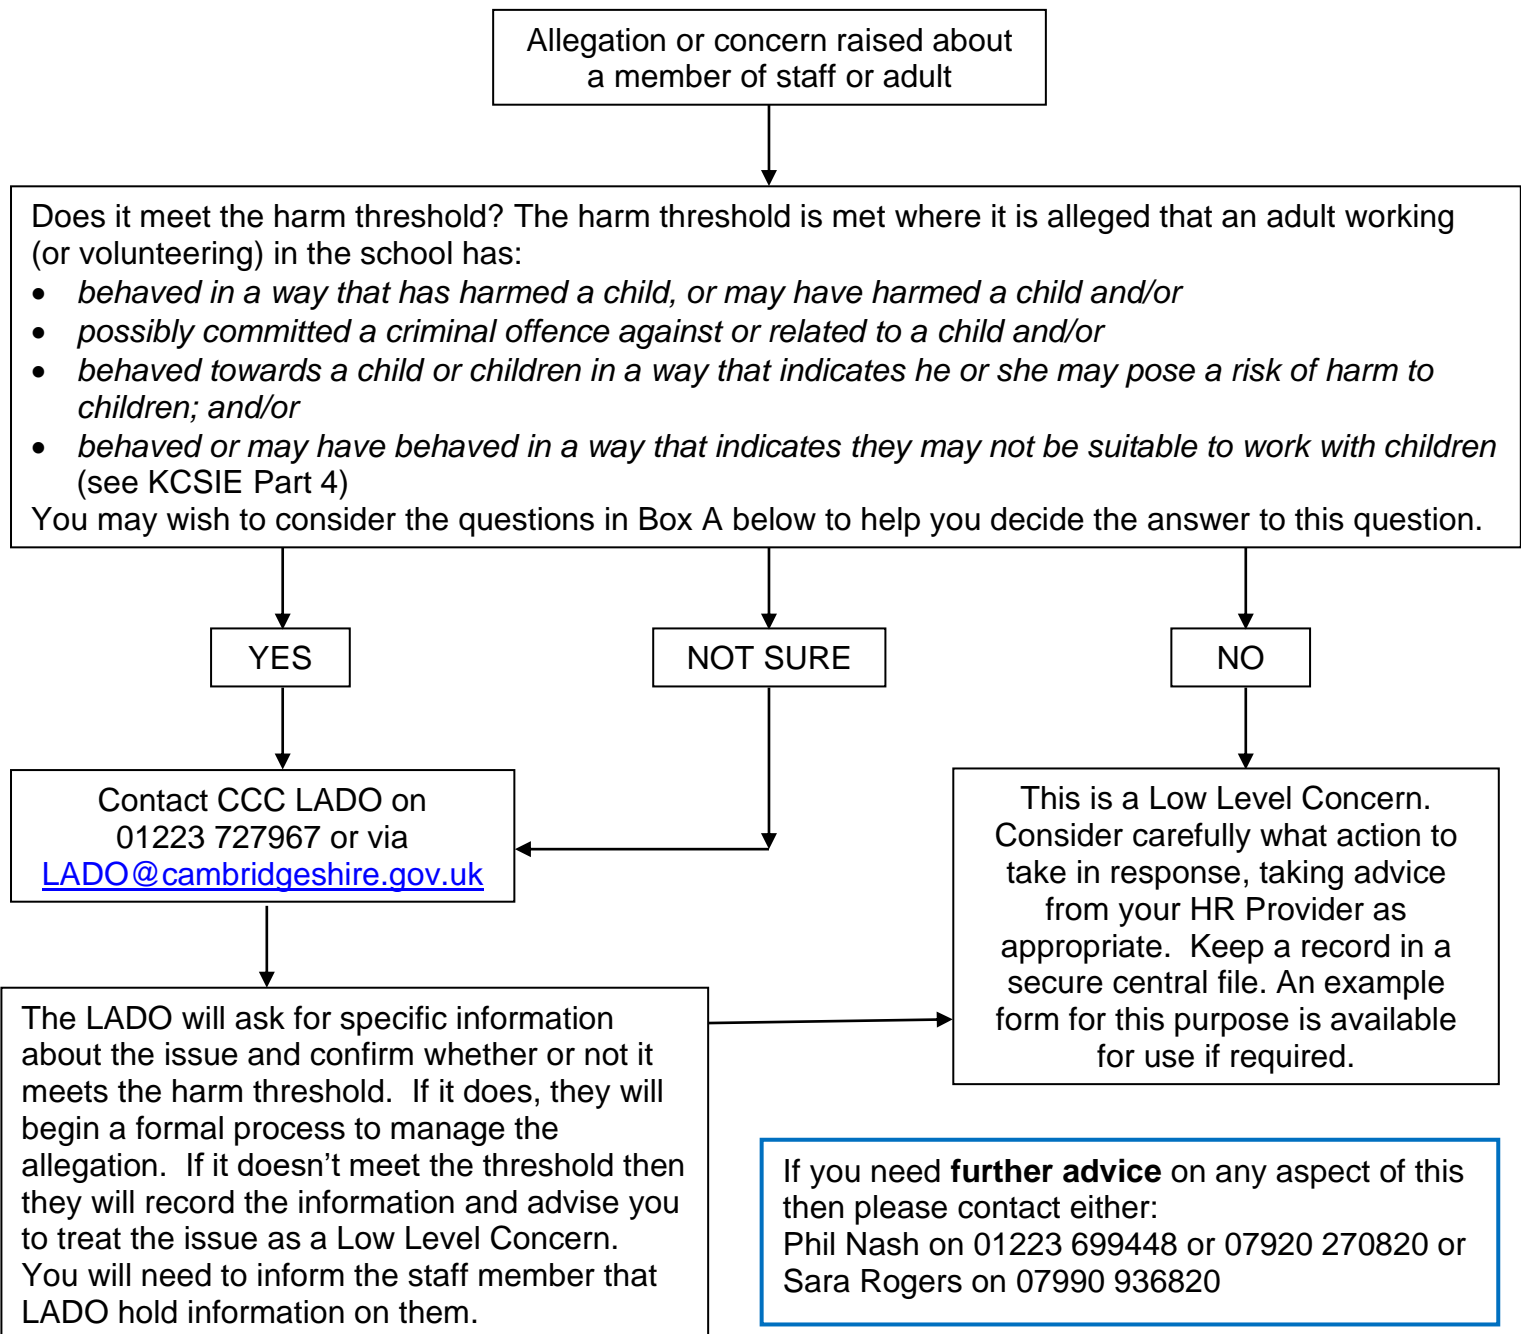 Allegation or concern raised about
a member of staff or adult
Does it meet the harm threshold? The harm threshold is met where it is alleged that an adult working
(or volunteering) in the school has:
• behaved in a way that has harmed a child, or may have harmed a child and/or
• possibly committed a criminal offence against or related to a child and/or
• behaved towards a child or children in a way that indicates he or she may pose a risk of harm to
children; and/or
• behaved or may have behaved in a way that indicates they may not be suitable to work with children
(see KCSIE Part 4)
You may wish to consider the questions in Box A below to help you decide the answer to this question.
YES
NOT SURE
NO
Contact CCC LADO on
01223 727967 or via
LADO@cambridgeshire.gov.uk
This is a Low Level Concern.
Consider carefully what action to
take in response, taking advice
from your HR Provider as
appropriate.  Keep a record in a
secure central file. An example
form for this purpose is available
for use if required.
The LADO will ask for specific information
about the issue and confirm whether or not it
meets the harm threshold.  If it does, they will
begin a formal process to manage the
allegation.  If it doesn’t meet the threshold then
they will record the information and advise you
to treat the issue as a Low Level Concern.
You will need to inform the staff member that
LADO hold information on them.
If you need further advice on any aspect of this
then please contact either:
Phil Nash on 01223 699448 or 07920 270820 or
Sara Rogers on 07990 936820